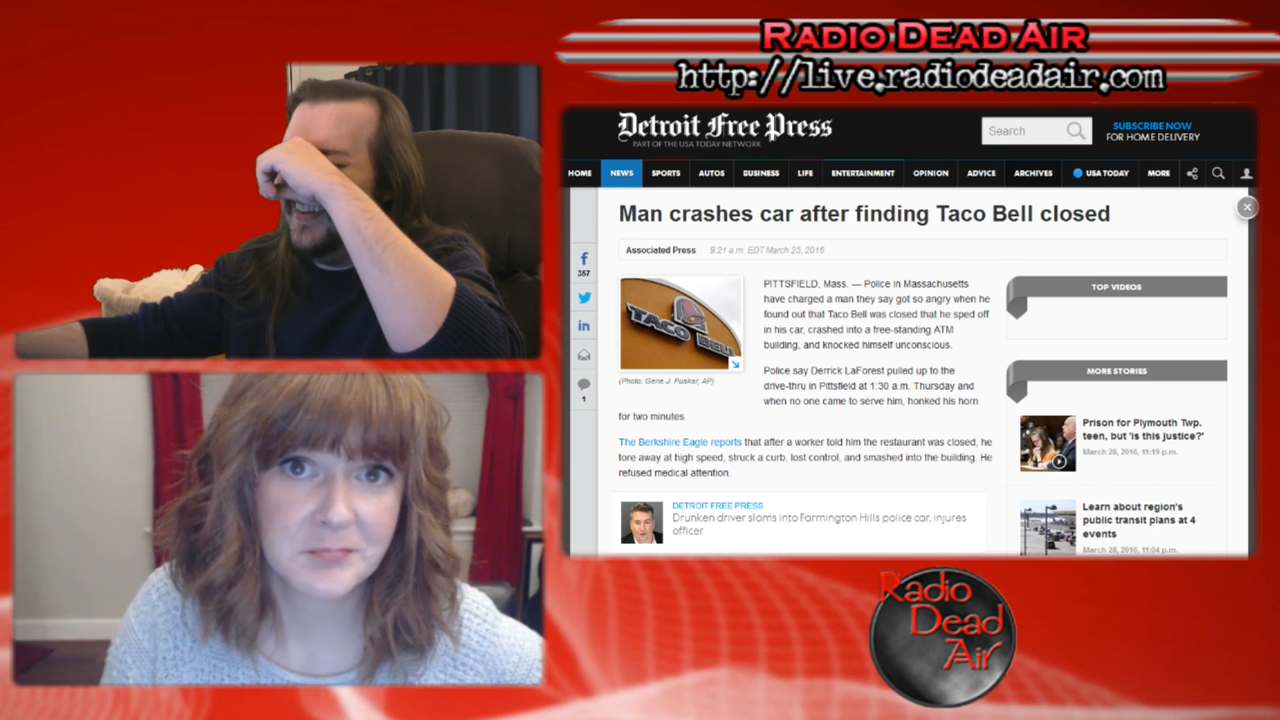 RADIO DEAD AIR
http://live.radiodeadair.com
Detroit Free Press
PART OF THE USA TODAY NETWORK
Search
SUBSCRIBE NOW
FOR HOME DELIVERY
HOME NEWS SPORTS AUTOS BUSINESS LIFE ENTERTAINMENT OPINION ADVICE ARCHIVES USA TODAY MORE
Man crashes car after finding Taco Bell closed
Associated Press 9:21 a.m. EDT March 25, 2016
357
1
TACO BELL
(Photo: Gene J. Puskar, AP)
PITTSFIELD, Mass. — Police in Massachusetts
have charged a man they say got so angry when he
found out that Taco Bell was closed that he sped off
in his car, crashed into a free-standing ATM
building, and knocked himself unconscious.
Police say Derrick LaForest pulled up to the
drive-thru in Pittsfield at 1:30 a.m. Thursday and
when no one came to serve him, honked his horn
for two minutes.
The Berkshire Eagle reports that after a worker told him the restaurant was closed, he
tore away at high speed, struck a curb, lost control, and smashed into the building. He
refused medical attention.
DETROIT FREE PRESS
Drunken driver slams into Farmington Hills police car, injures
officer
TOP VIDEOS
MORE STORIES
Prison for Plymouth Twp.
teen, but 'is this justice?'
March 28, 2016, 11:19 p.m.
Learn about region's
public transit plans at 4
events
March 28, 2016, 11:04 p.m.
Radio
Dead
Air